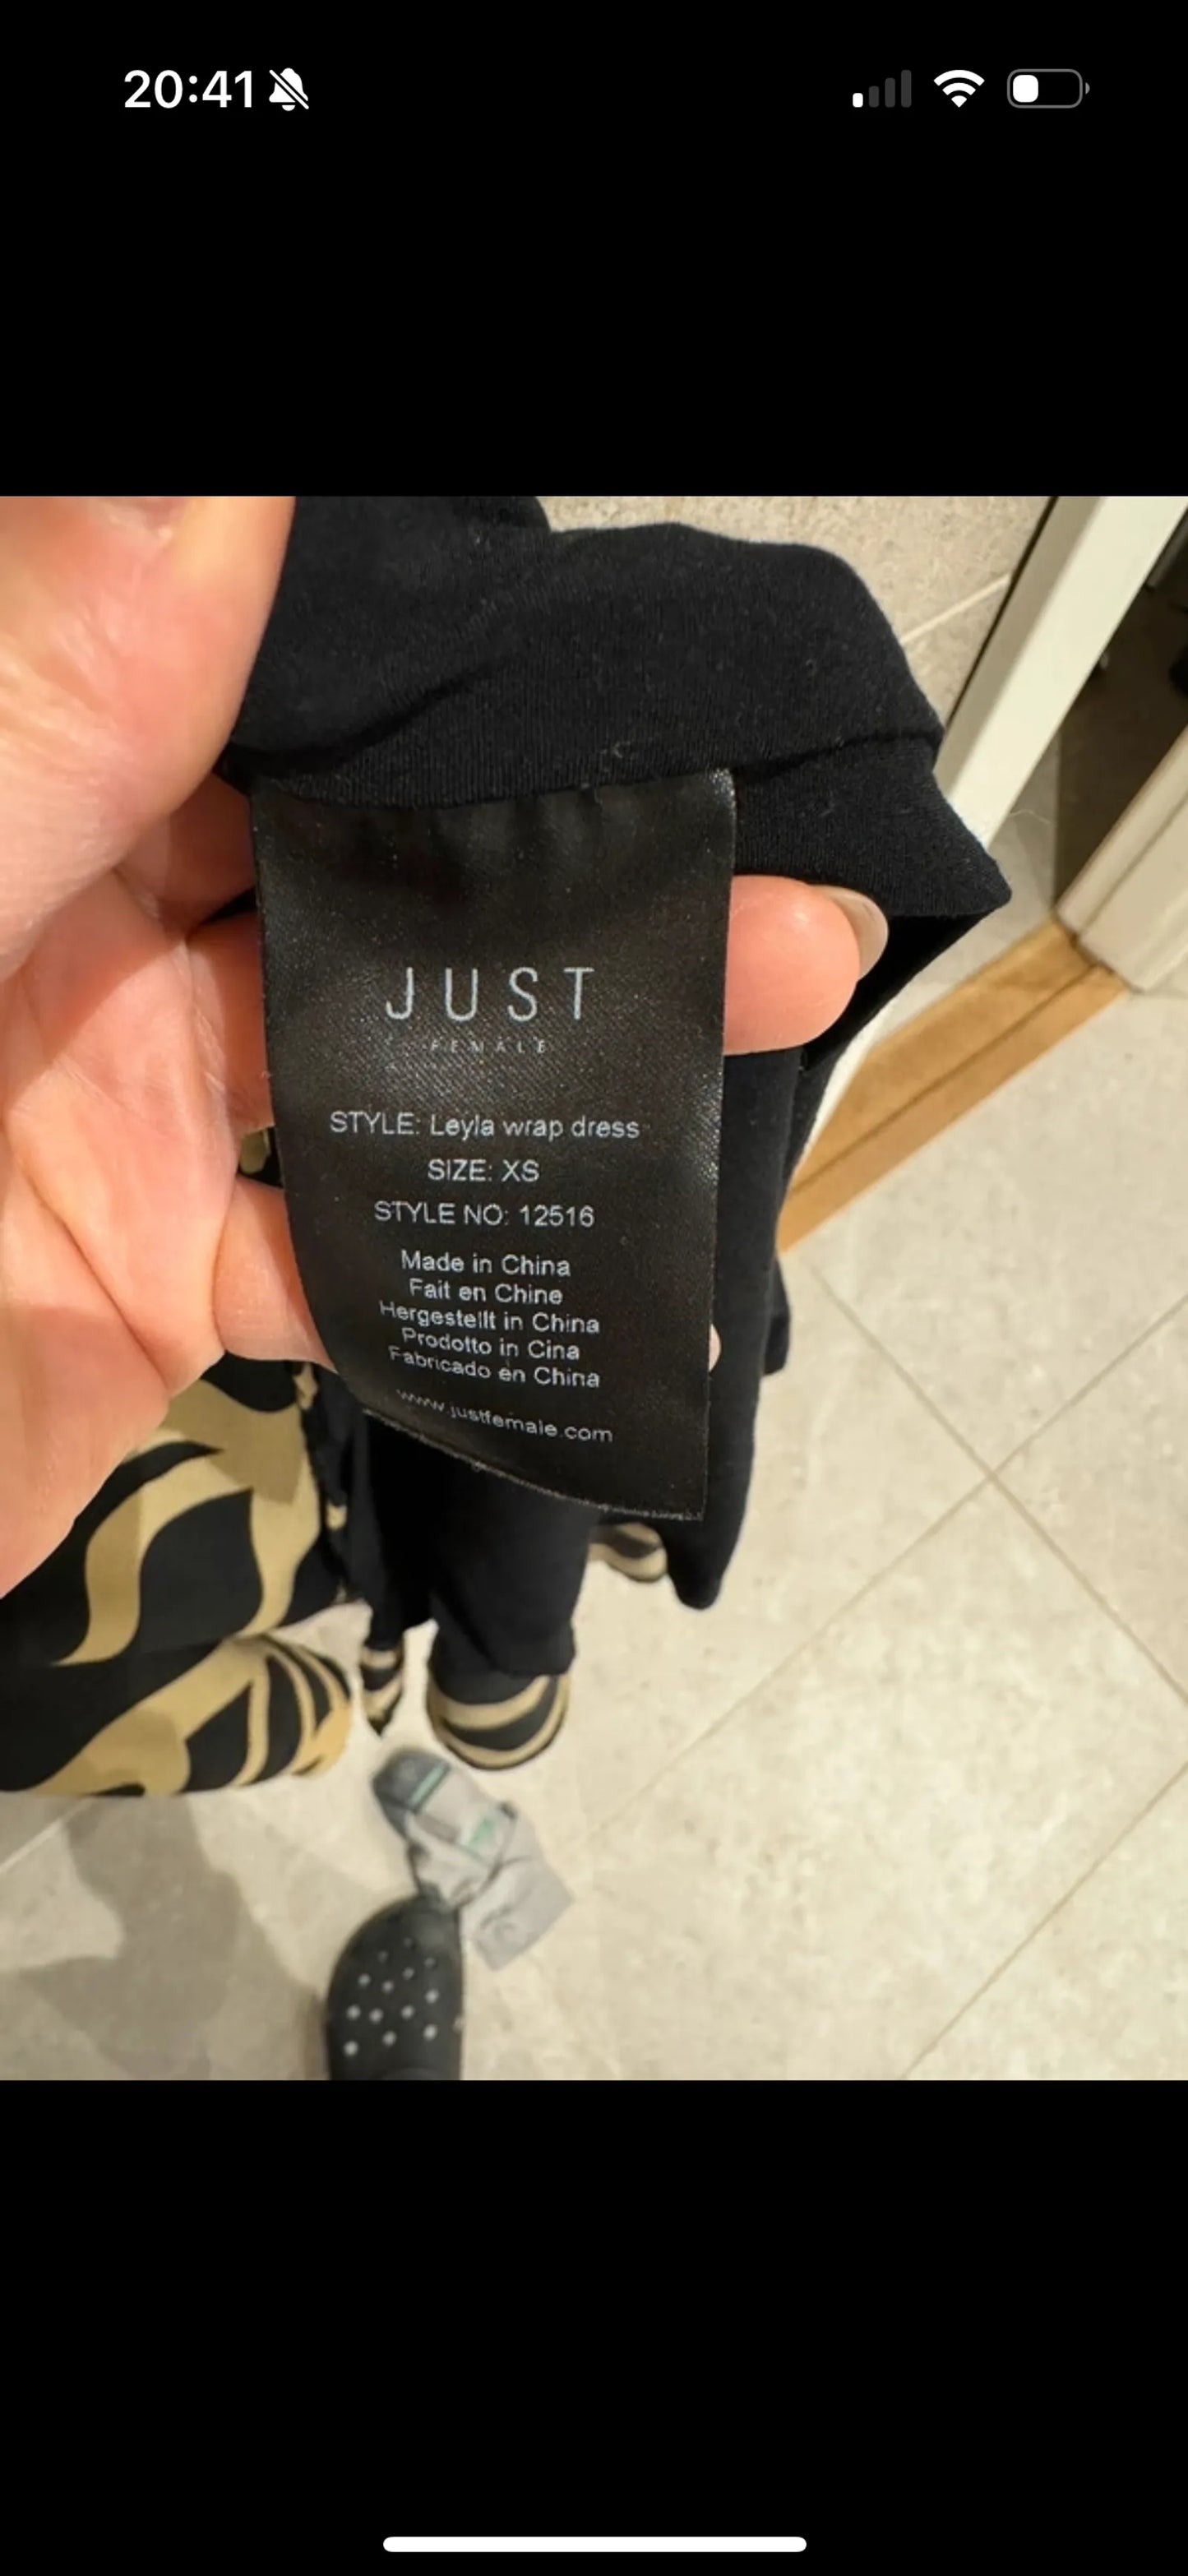 20:41
JUST
FEMALE
STYLE: Leyla wrap dress
SIZE: XS
STYLE NO: 12516
Made in China
Fait en Chine
Hergestellt in China
Prodotto in Cina
Fabricado en China
www.justfemale.com